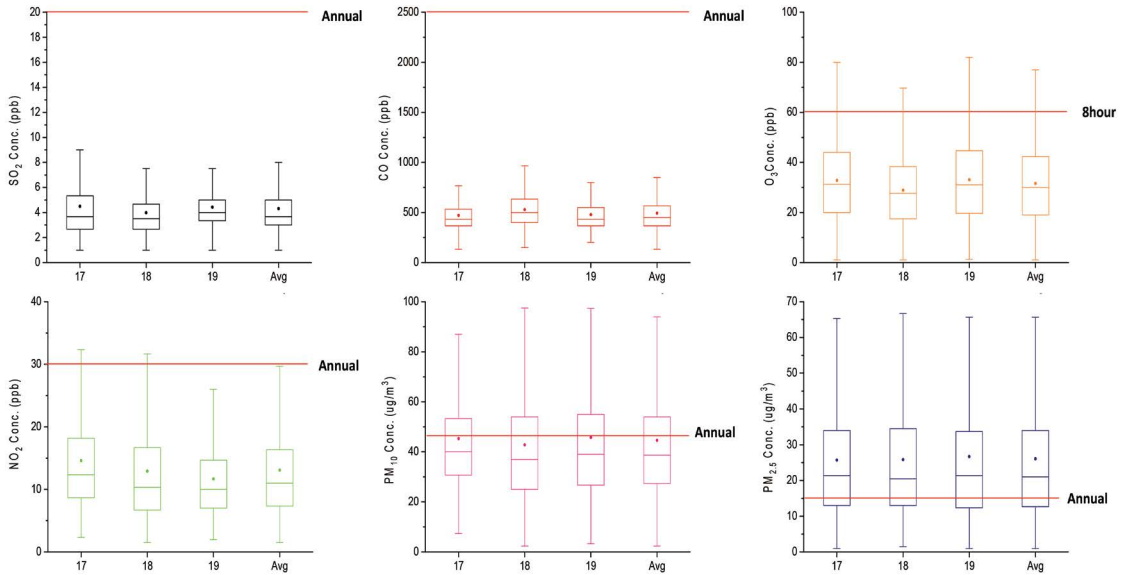 20
18
16
14
12
10
8
6
4
2
0
SO2 Conc. (ppb)
Annual
17 18 19 Avg
2500
2000
1500
1000
500
0
CO Conc. (ppb)
Annual
17 18 19 Avg
100
80
60
40
20
0
O3Conc. (ppb)
8hour
17 18 19 Avg
40
30
20
10
0
NO2 Conc. (ppb)
Annual
17 18 19 Avg
100
80
60
40
20
0
PM10 Conc. (ug/m3)
Annual
17 18 19 Avg
70
60
50
40
30
20
10
0
PM2.5 Conc. (ug/m3)
Annual
17 18 19 Avg